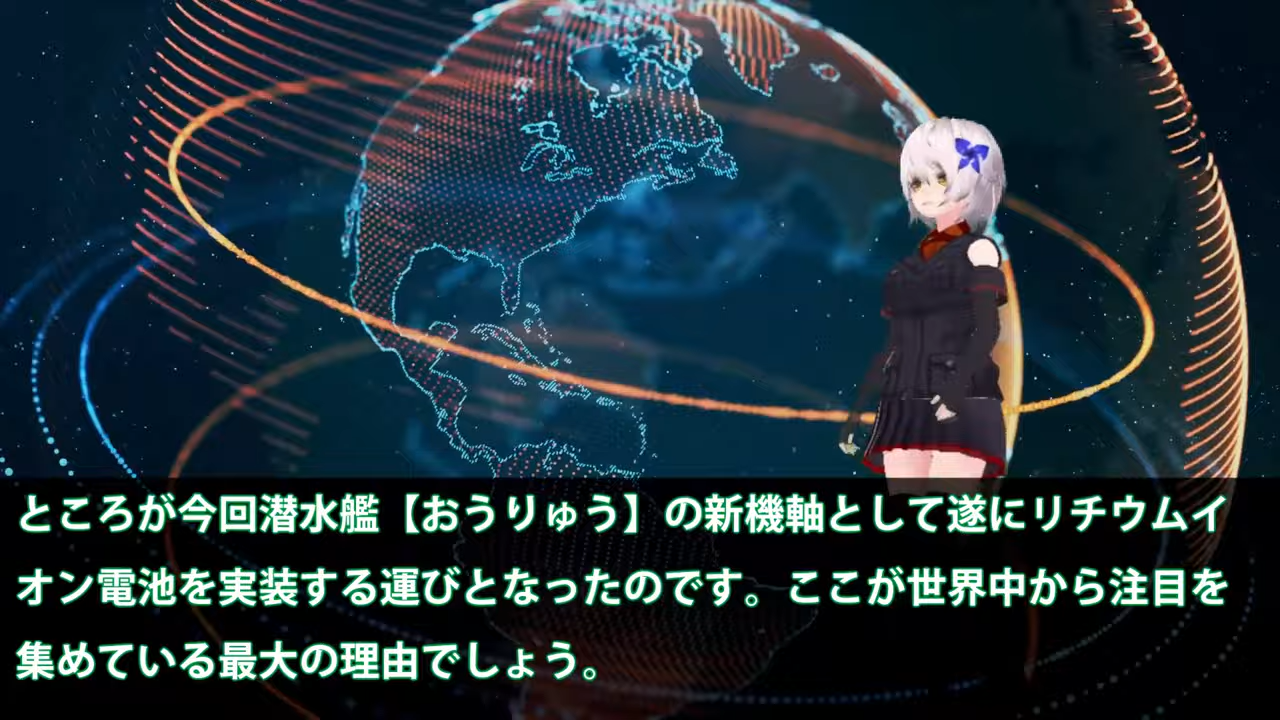 ところが今回潜水艦【おうりゅう】の新機軸として遂にリチウムイ
オン電池を実装する運びとなったのです。ここが世界中から注目を
集めている最大の理由でしょう。